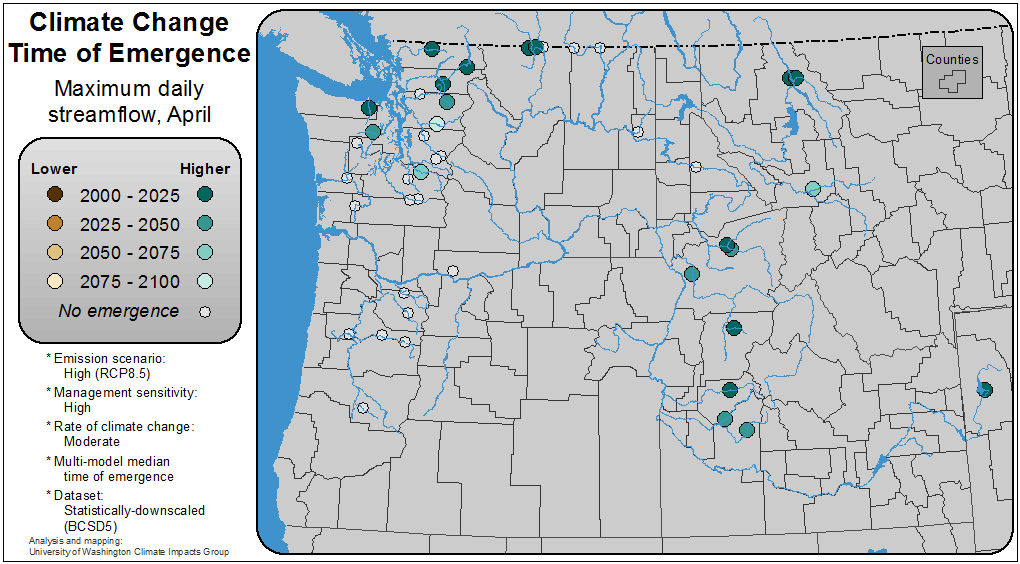 Climate Change
Time of Emergence
Maximum daily
streamflow, April
Lower Higher
2000 - 2025
2025 - 2050
2050 - 2075
2075 - 2100
No emergence
* Emission scenario:
High (RCP8.5)
* Management sensitivity:
High
* Rate of climate change:
Moderate
* Multi-model median
time of emergence
* Dataset:
Statistically-downscaled
(BCSD5)
Analysis and mapping:
University of Washington Climate Impacts Group
Counties